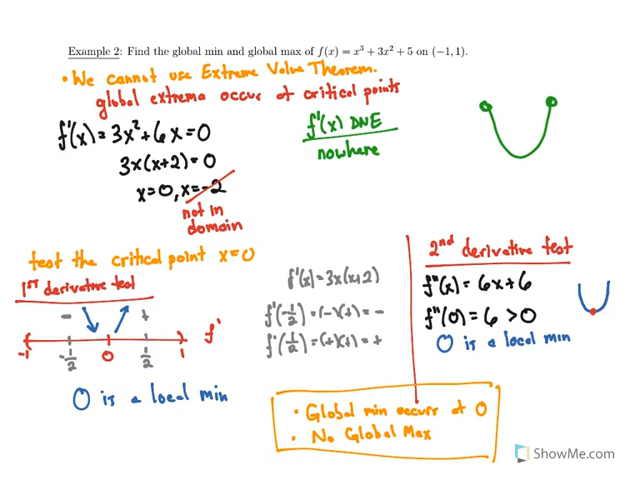 Example 2: Find the global min and global max of f(x) = x³ + 3x² + 5 on (−1, 1).
• We cannot use Extreme Value Theorem.
global extrema occur at critical points
f'(x) = 3x² + 6x = 0
3x(x+2) = 0
x = 0, x = -2
not in
domain
f'(x) DNE
nowhere
test the critical point x = 0
1ST derivative test
- +
f'
-1 -1/2 0 1/2 1
0 is a local min
f'(x) = 3x(x+2)
f'(-1/2) = (-)(+) = -
f'(1/2) = (+)(+) = +
2nd derivative test
f"(x) = 6x + 6
f"(0) = 6 > 0
0 is a local min
• Global min occurs at 0
• No Global Max
ShowMe.com